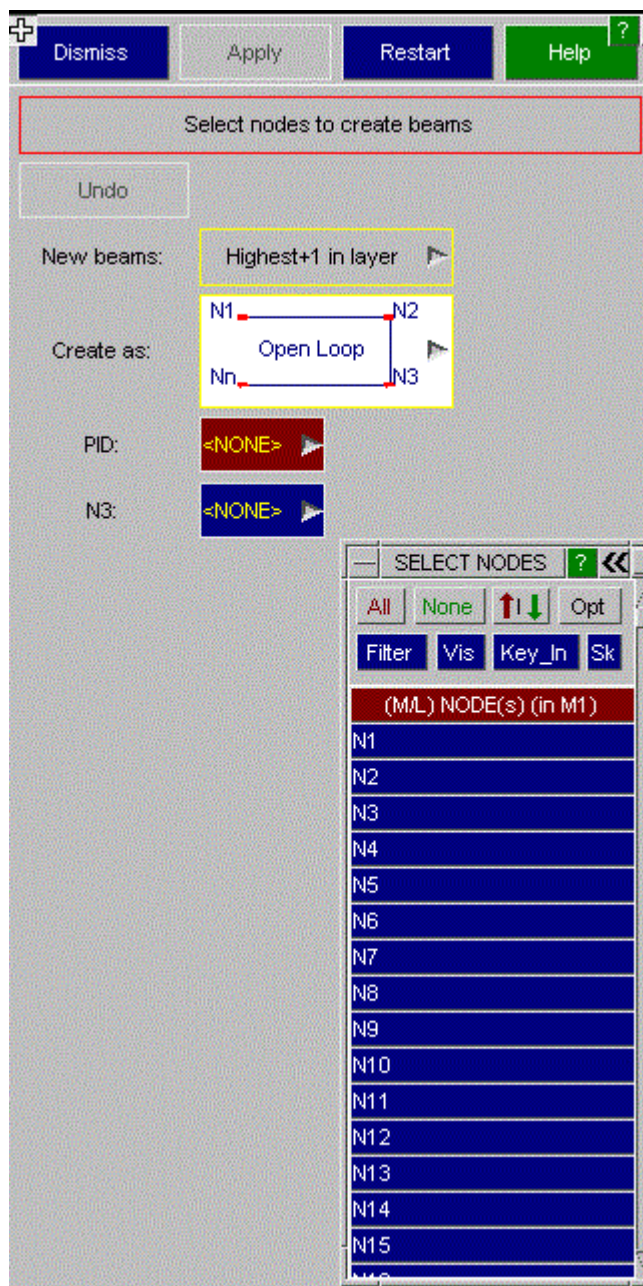 ?
Dismiss Apply Restart Help
Select nodes to create beams
Undo
New beams: Highest+1 in layer
N1 N2
Create as: Open Loop
Nn N3
PID: <NONE>
N3: <NONE>
SELECT NODES ?
All None Opt
Filter Vis Key_In Sk
(M/L) NODE(s) (in M1)
N1
N2
N3
N4
N5
N6
N7
N8
N9
N10
N11
N12
N13
N14
N15